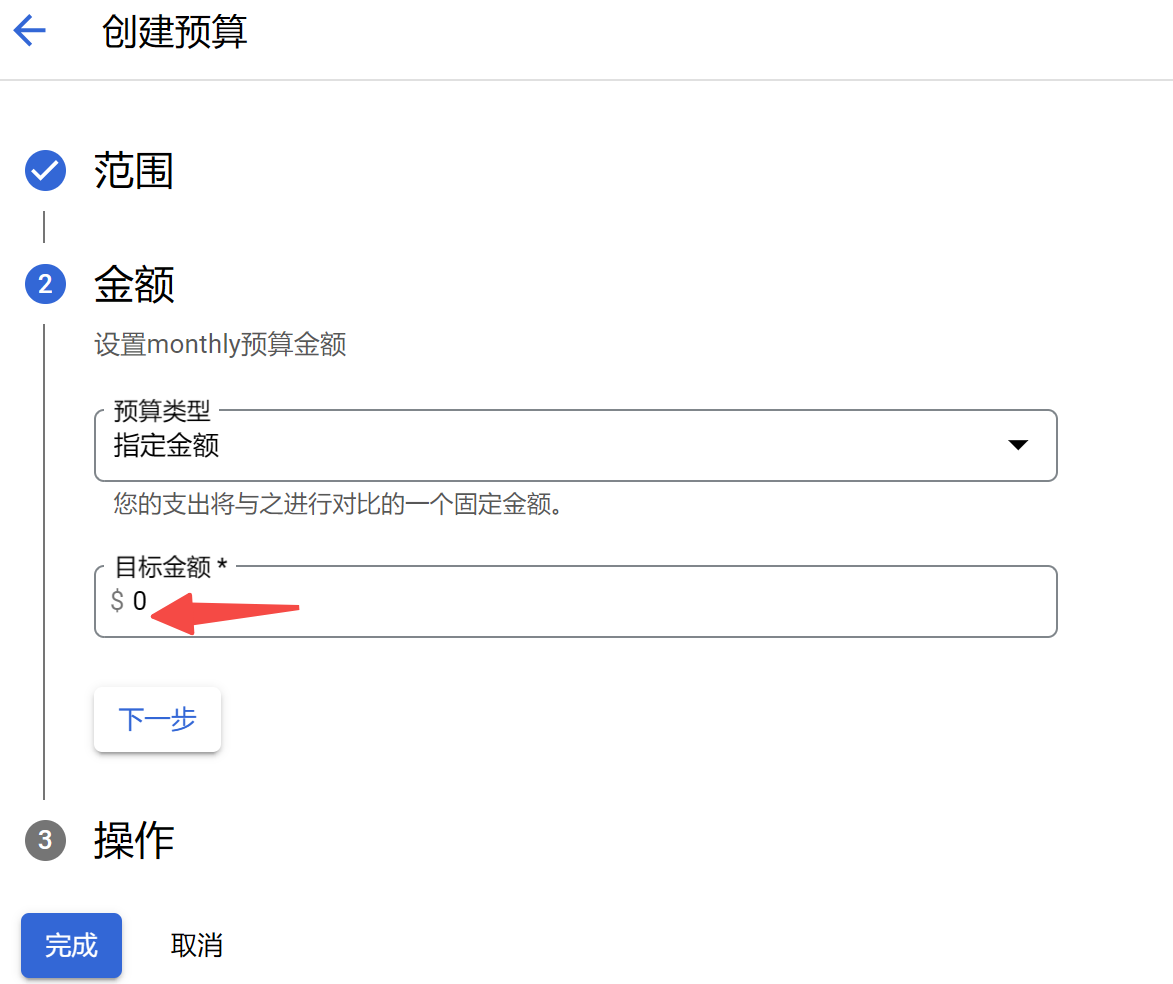 创建预算
范围
2 金额
设置monthly预算金额
预算类型
指定金额
您的支出将与之进行对比的一个固定金额。
目标金额 *
$ 0
下一步
3 操作
完成 取消